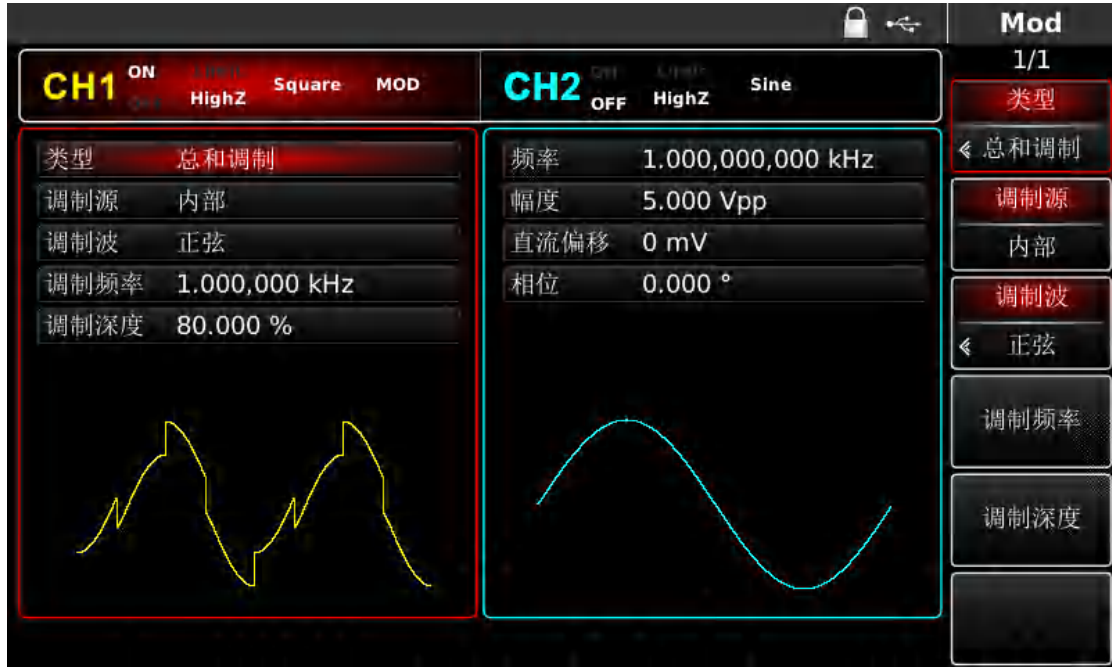 Mod
1/1
CH1 ON HighZ Square MOD
CH2 OFF HighZ Sine
类型 总和调制
调制源 内部
调制波 正弦
调制频率 1.000,000 kHz
调制深度 80.000 %
频率 1.000,000,000 kHz
幅度 5.000 Vpp
直流偏移 0 mV
相位 0.000 °
类型
总和调制
调制源
内部
调制波
正弦
调制频率
调制深度